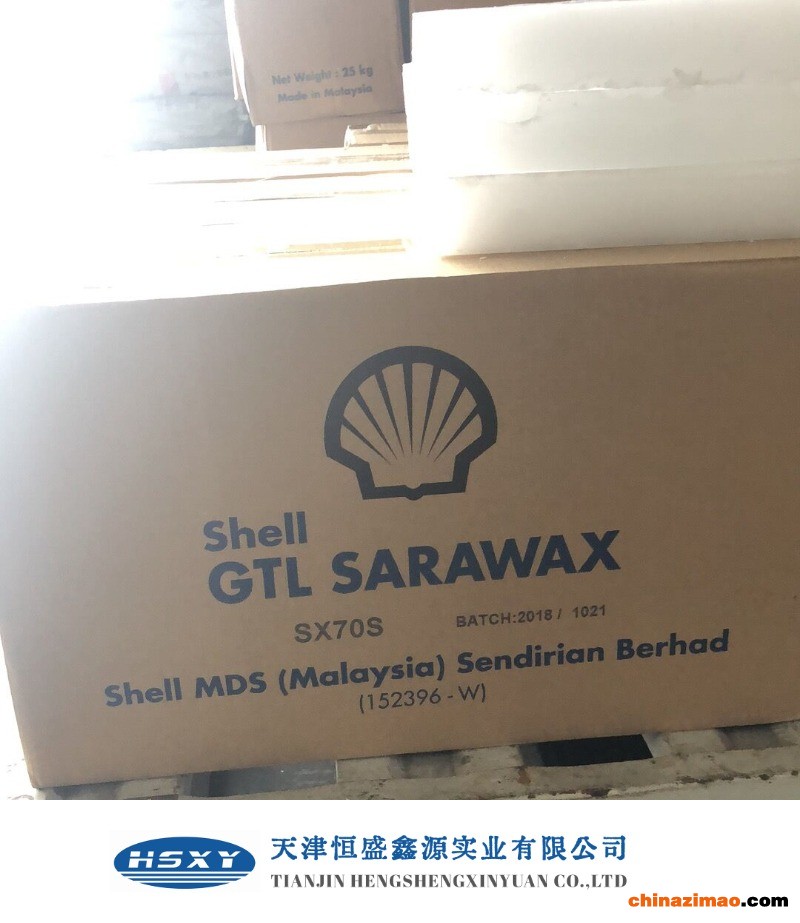 Net Weight : 25 kg
Made in Malaysia
Shell
GTL SARAWAX
SX70S
BATCH:2018 / 1021
Shell MDS (Malaysia) Sendirian Berhad
(152396 - W)
HSXY
天津恒盛鑫源实业有限公司
TIANJIN HENGSHENGXINYUAN CO.,LTD
chinazimao.com